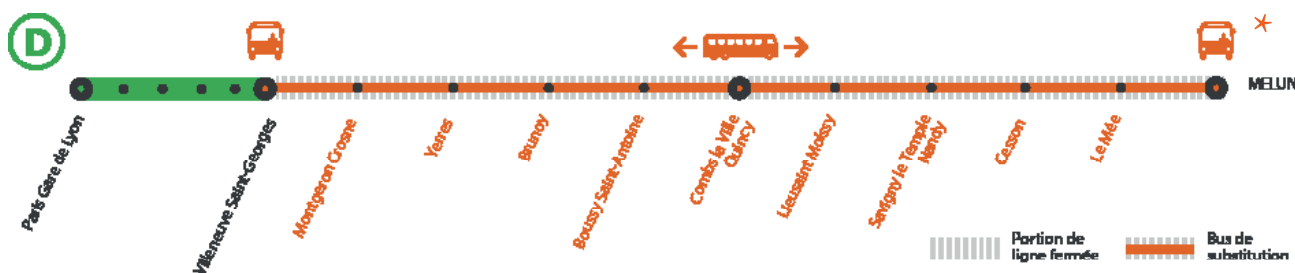 D
*
MELUN
Paris Gare de Lyon
Villeneuve Saint-Georges
Montgeron Crosne
Yerres
Brunoy
Boussy Saint-Antoine
Combs la Ville
Quincy
Lieusaint Moissy
Savigny le Temple
Nandy
Cesson
Le Mée
Portion de
ligne fermée
Bus de
substitution